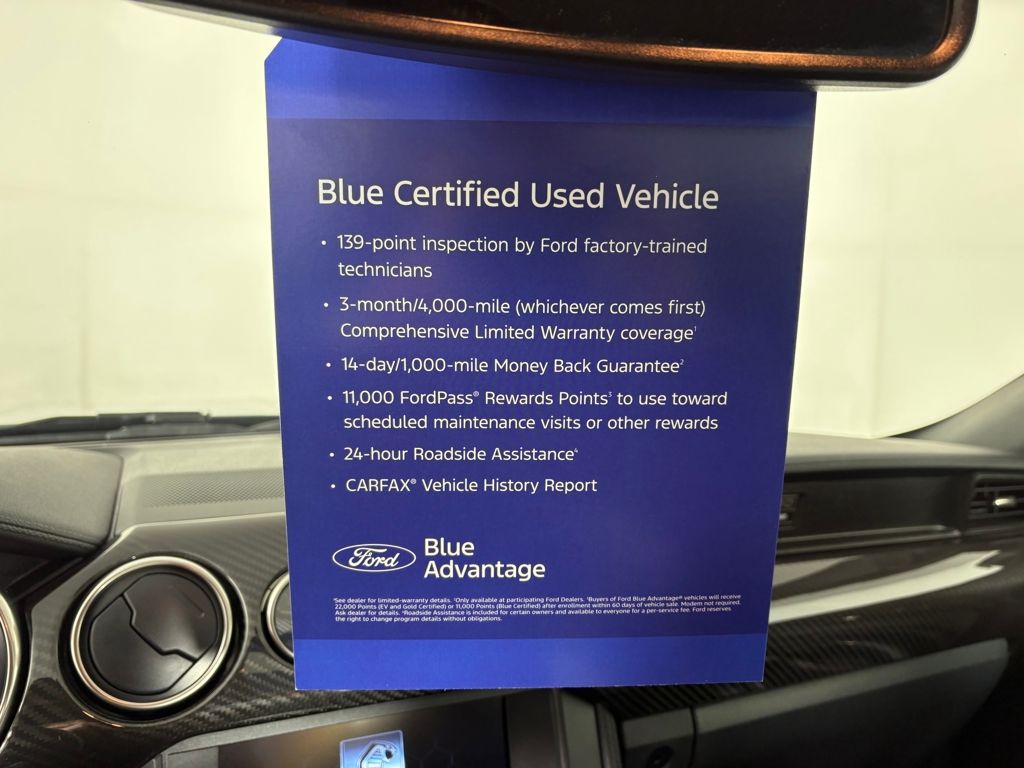 Blue Certified Used Vehicle
• 139-point inspection by Ford factory-trained
technicians
• 3-month/4,000-mile (whichever comes first)
Comprehensive Limited Warranty coverage¹
• 14-day/1,000-mile Money Back Guarantee²
• 11,000 FordPass® Rewards Points³ to use toward
scheduled maintenance visits or other rewards
• 24-hour Roadside Assistance⁴
• CARFAX® Vehicle History Report
Ford
Blue
Advantage
¹See dealer for limited-warranty details. ²Only available at participating Ford Dealers. ³Buyers of Ford Blue Advantage® vehicles will receive
22,000 Points (EV and Gold Certified) or 11,000 Points (Blue Certified) after enrollment within 60 days of vehicle sale. Modem not required.
Ask dealer for details. ⁴Roadside Assistance is included for certain owners and available to everyone for a per-service fee. Ford reserves
the right to change program details without obligations.